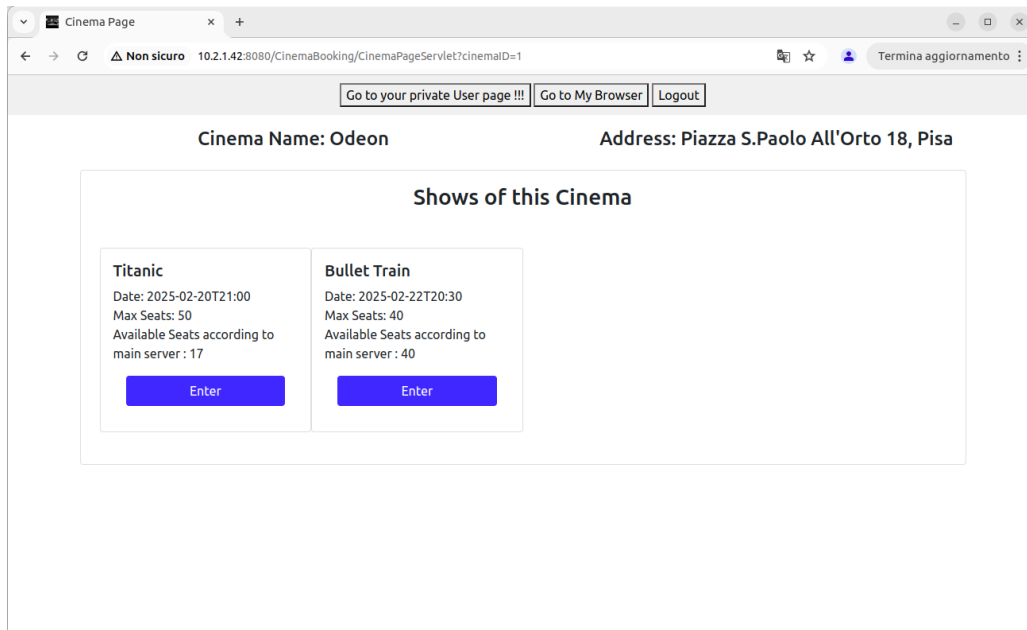 Cinema Page
Non sicuro 10.2.1.42:8080/CinemaBooking/CinemaPageServlet?cinemaID=1 Termina aggiornamento
Go to your private User page !!! Go to My Browser Logout
Cinema Name: Odeon Address: Piazza S.Paolo All'Orto 18, Pisa
Shows of this Cinema
Titanic
Date: 2025-02-20T21:00
Max Seats: 50
Available Seats according to
main server : 17
Enter
Bullet Train
Date: 2025-02-22T20:30
Max Seats: 40
Available Seats according to
main server : 40
Enter